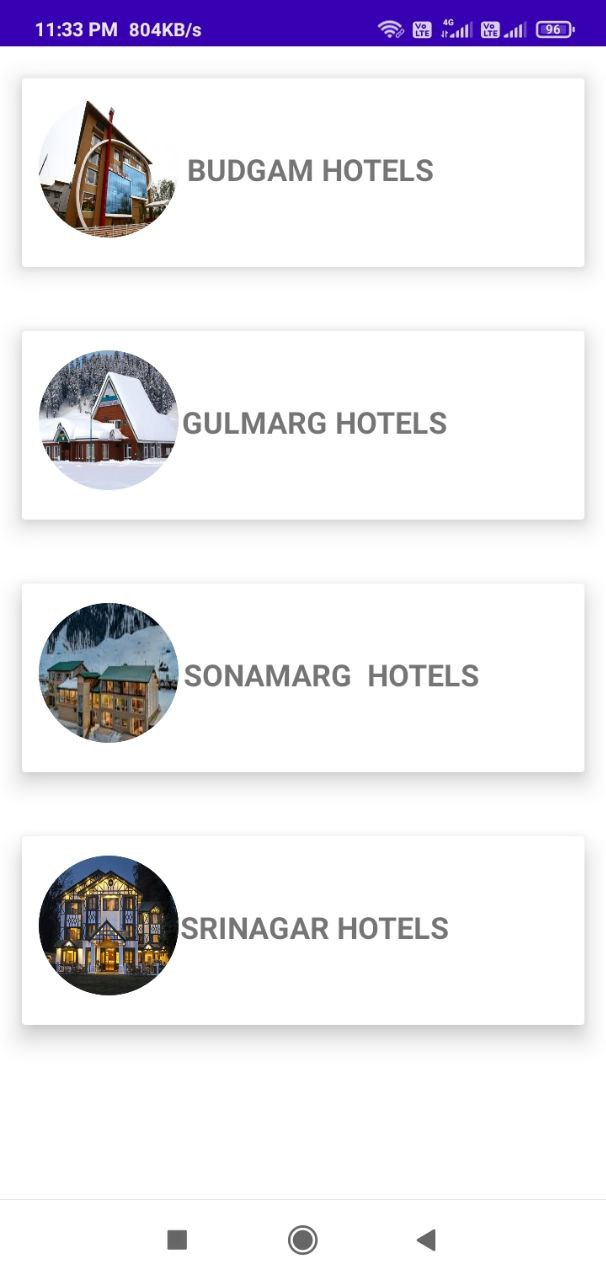 11:33 PM 804KB/s 4G Vo LTE Vo LTE 96
BUDGAM HOTELS
GULMARG HOTELS
SONAMARG  HOTELS
SRINAGAR HOTELS